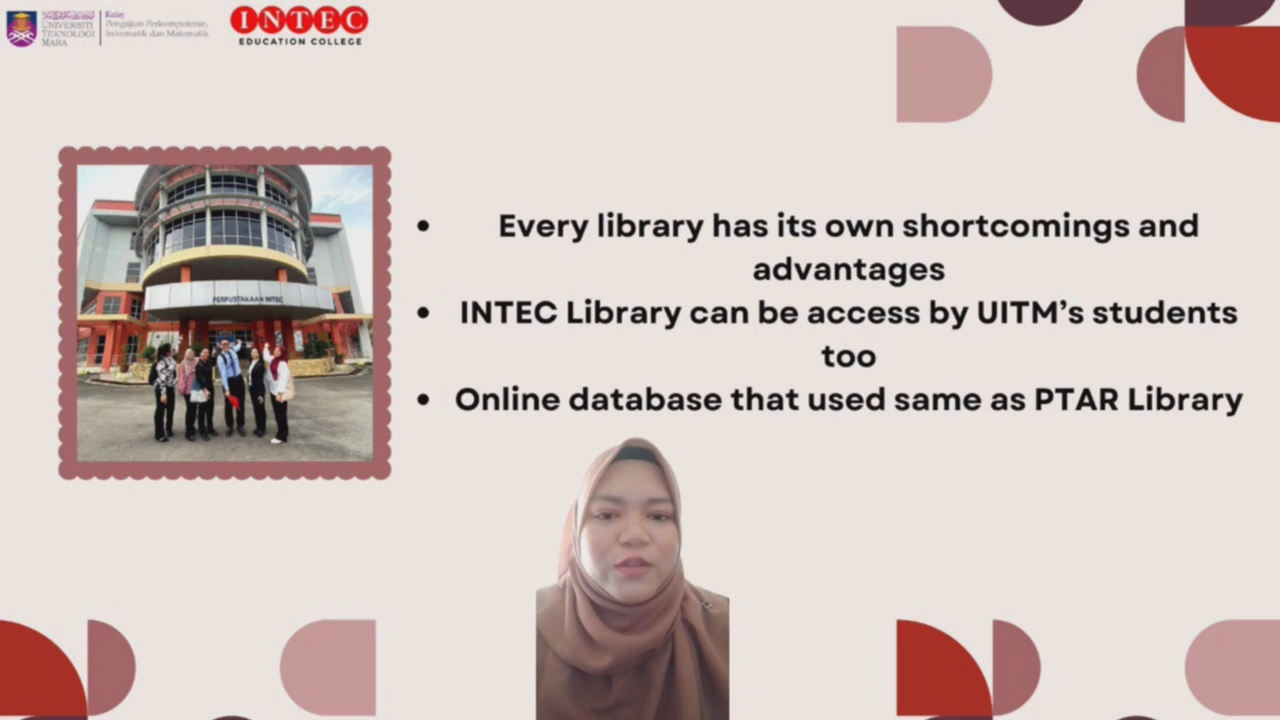 UNIVERSITI
TEKNOLOGI
MARA
Kolej
Pengajian Perkomputeran,
Informatik dan Matematik
INTEC
EDUCATION COLLEGE
PERPUSTAKAAN INTEC
• Every library has its own shortcomings and
advantages
• INTEC Library can be access by UITM’s students
too
• Online database that used same as PTAR Library